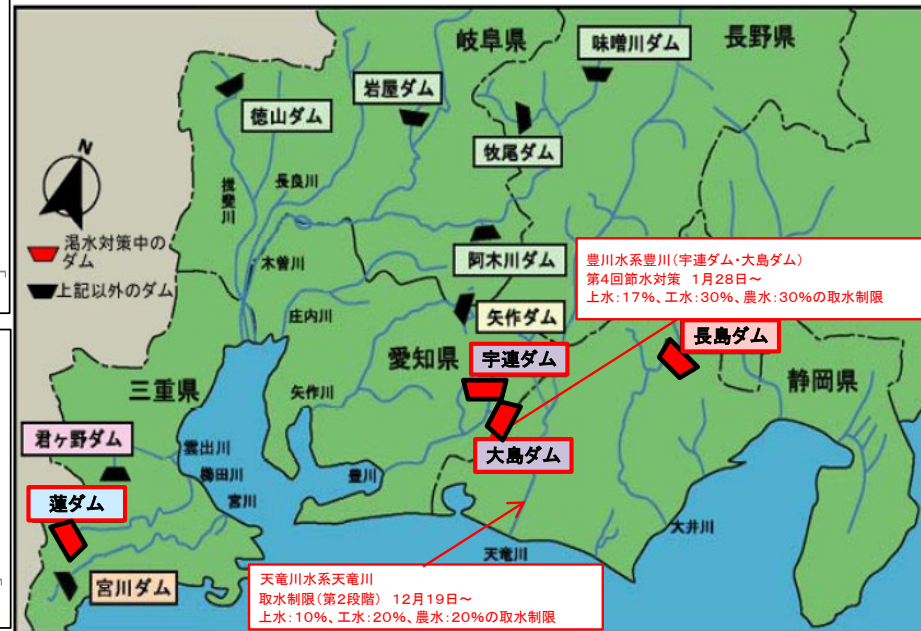 岐阜県
味噌川ダム
長野県
岩屋ダム
徳山ダム
牧尾ダム
N
揖斐川
長良川
渇水対策中の
ダム
上記以外のダム
木曽川
阿木川ダム
豊川水系豊川(宇連ダム・大島ダム)
第4回節水対策 1月28日～
上水:17%、工水:30%、農水:30%の取水制限
庄内川
矢作ダム
長島ダム
愛知県
宇連ダム
静岡県
三重県
矢作川
君ヶ野ダム
雲出川
櫛田川
大島ダム
豊川
宮川
蓮ダム
大井川
天竜川
宮川ダム
天竜川水系天竜川
取水制限(第2段階) 12月19日～
上水:10%、工水:20%、農水:20%の取水制限